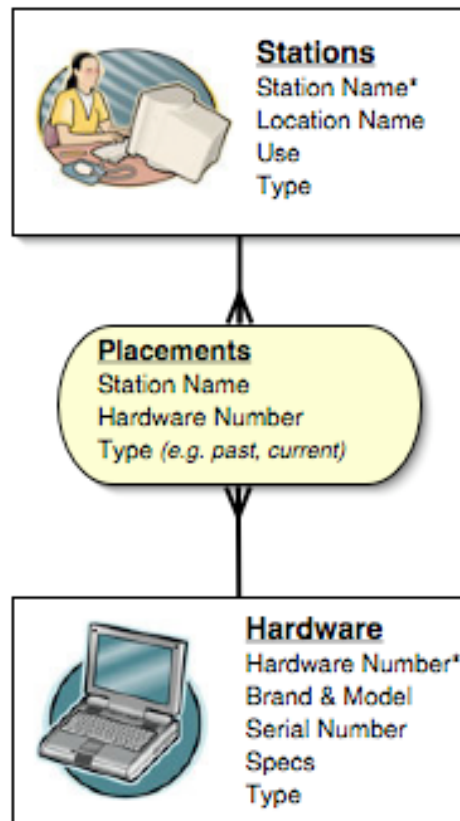 Stations
Station Name*
Location Name
Use
Type
Placements
Station Name
Hardware Number
Type (e.g. past, current)
Hardware
Hardware Number*
Brand & Model
Serial Number
Specs
Type